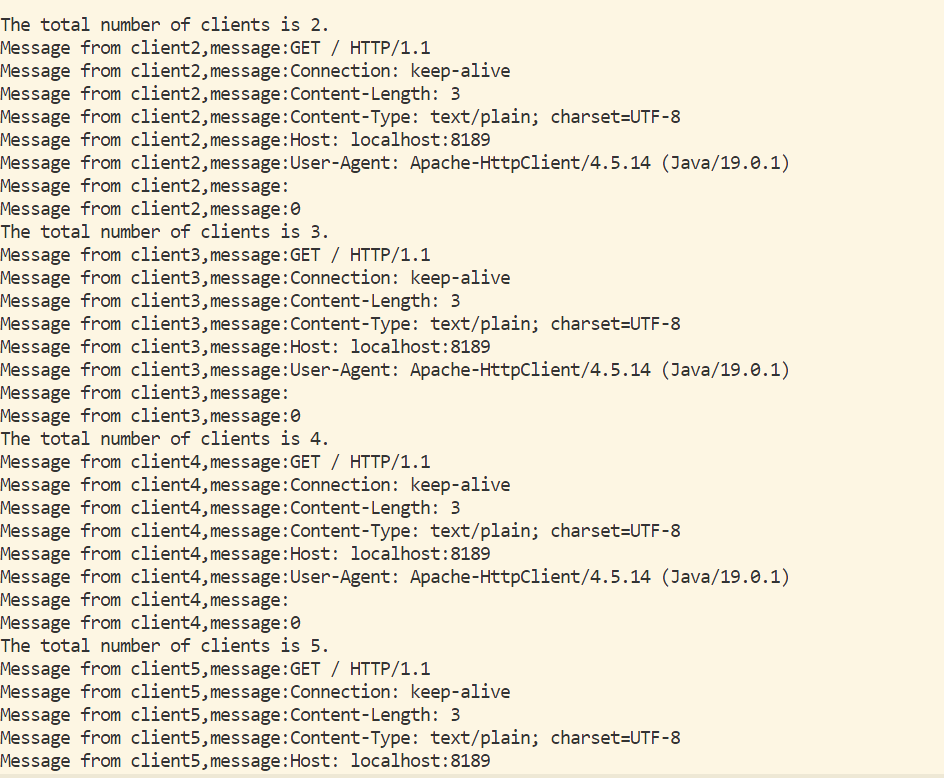 The total number of clients is 2.
Message from client2,message:GET / HTTP/1.1
Message from client2,message:Connection: keep-alive
Message from client2,message:Content-Length: 3
Message from client2,message:Content-Type: text/plain; charset=UTF-8
Message from client2,message:Host: localhost:8189
Message from client2,message:User-Agent: Apache-HttpClient/4.5.14 (Java/19.0.1)
Message from client2,message:
Message from client2,message:0
The total number of clients is 3.
Message from client3,message:GET / HTTP/1.1
Message from client3,message:Connection: keep-alive
Message from client3,message:Content-Length: 3
Message from client3,message:Content-Type: text/plain; charset=UTF-8
Message from client3,message:Host: localhost:8189
Message from client3,message:User-Agent: Apache-HttpClient/4.5.14 (Java/19.0.1)
Message from client3,message:
Message from client3,message:0
The total number of clients is 4.
Message from client4,message:GET / HTTP/1.1
Message from client4,message:Connection: keep-alive
Message from client4,message:Content-Length: 3
Message from client4,message:Content-Type: text/plain; charset=UTF-8
Message from client4,message:Host: localhost:8189
Message from client4,message:User-Agent: Apache-HttpClient/4.5.14 (Java/19.0.1)
Message from client4,message:
Message from client4,message:0
The total number of clients is 5.
Message from client5,message:GET / HTTP/1.1
Message from client5,message:Connection: keep-alive
Message from client5,message:Content-Length: 3
Message from client5,message:Content-Type: text/plain; charset=UTF-8
Message from client5,message:Host: localhost:8189